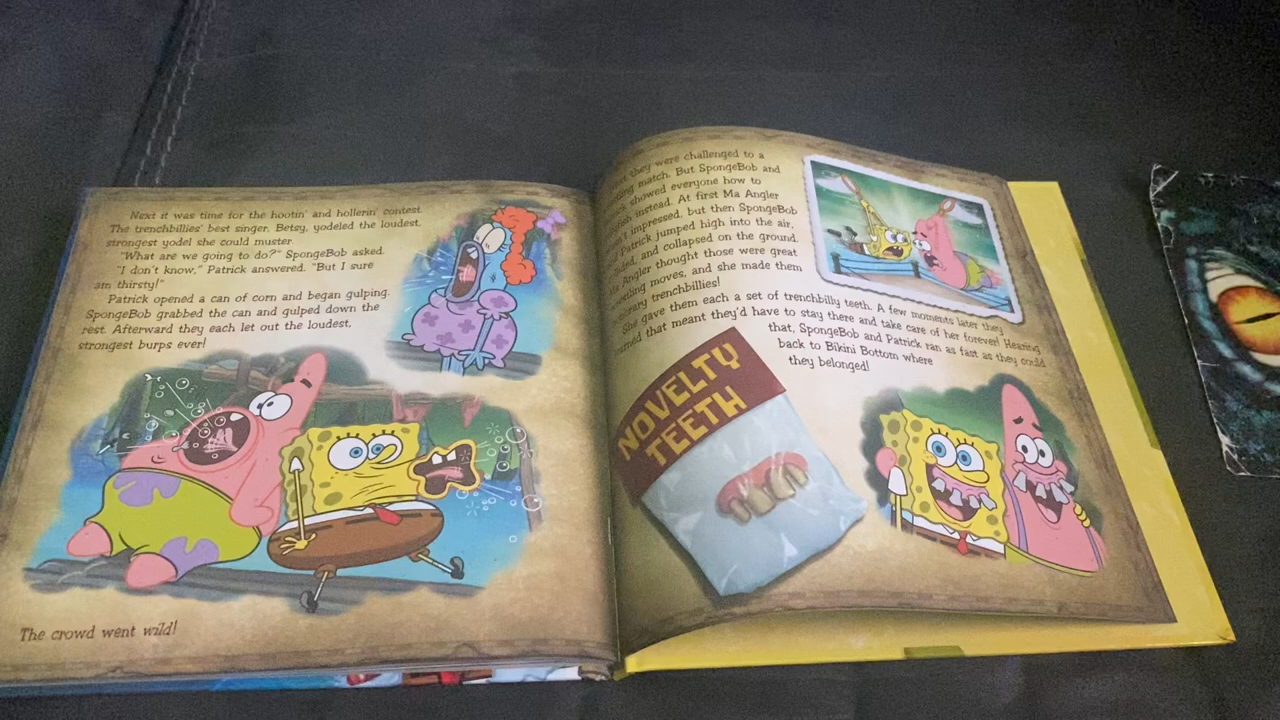 Next it was time for the hootin' and hollerin' contest.
The trenchbillies' best singer, Betsy, yodeled the loudest,
strongest yodel she could muster.
"What are we going to do?" SpongeBob asked.
"I don't know," Patrick answered. "But I sure
am thirsty!"
Patrick opened a can of corn and began gulping.
SpongeBob grabbed the can and gulped down the
rest. Afterward they each let out the loudest,
strongest burps ever!
The crowd went wild!
they were challenged to a
match. But SpongeBob and
showed everyone how to
instead. At first Ma Angler
impressed, but then SpongeBob
Patrick jumped high into the air,
and collapsed on the ground.
Angler thought those were great
moves, and she made them
trenchbillies!
She gave them each a set of trenchbilly teeth. A few moments later they
that meant they'd have to stay there and take care of her forever! Hearing
that, SpongeBob and Patrick ran as fast as they could
back to Bikini Bottom where
they belonged!
NOVELTY
TEETH